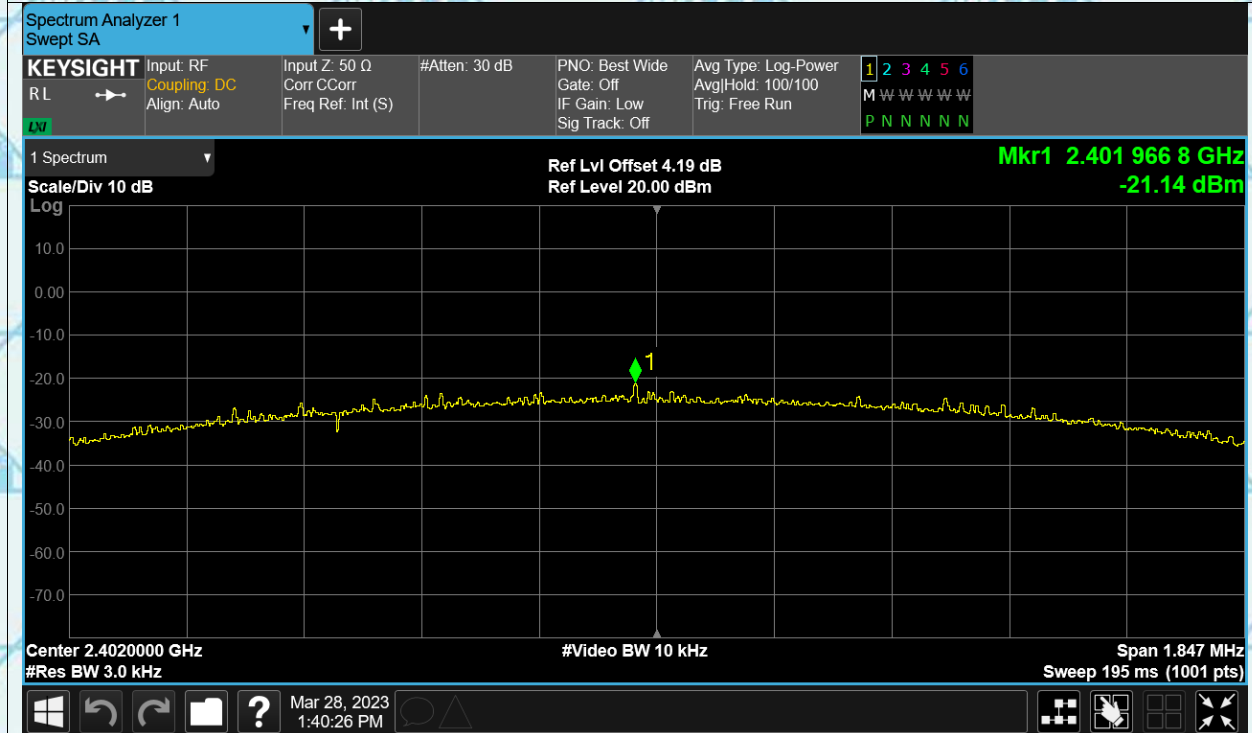 Spectrum Analyzer 1
Swept SA
▼
+
KEYSIGHT
R L
LXI
Input: RF
Coupling: DC
Align: Auto
Input Z: 50 Ω
Corr CCorr
Freq Ref: Int (S)
#Atten: 30 dB
PNO: Best Wide
Gate: Off
IF Gain: Low
Sig Track: Off
Avg Type: Log-Power
Avg|Hold: 100/100
Trig: Free Run
1 2 3 4 5 6
M W W W W W
P N N N N N
1 Spectrum ▼
Scale/Div 10 dB
Ref Lvl Offset 4.19 dB
Ref Level 20.00 dBm
Mkr1 2.401 966 8 GHz
-21.14 dBm
Log
10.0
0.00
-10.0
1
-20.0
-30.0
-40.0
-50.0
-60.0
-70.0
Center 2.4020000 GHz
#Video BW 10 kHz
Span 1.847 MHz
#Res BW 3.0 kHz
Sweep 195 ms (1001 pts)
?
Mar 28, 2023
1:40:26 PM